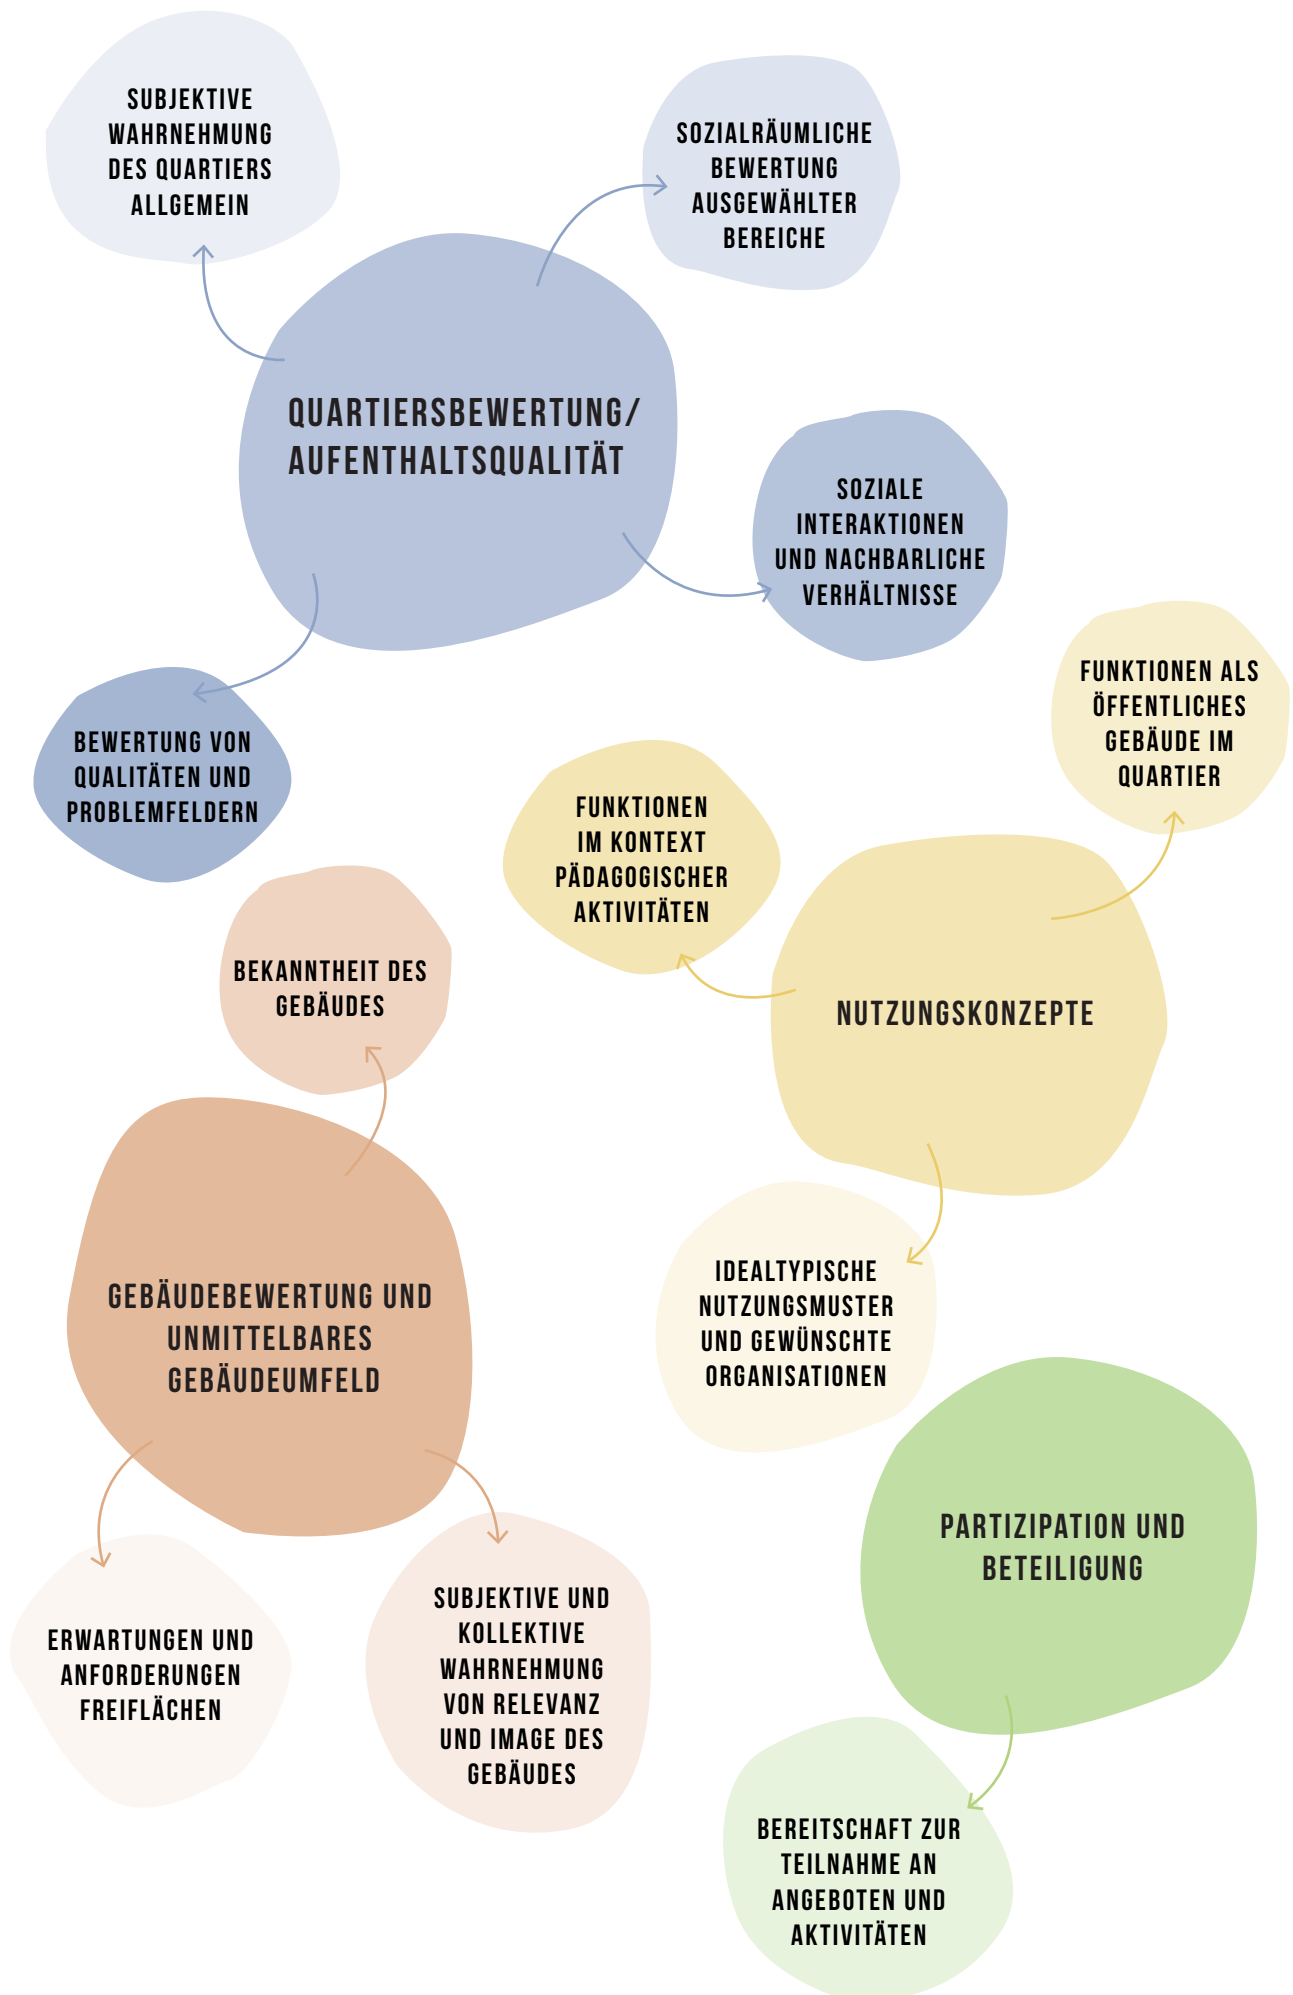 SUBJEKTIVE
WAHRNEHMUNG
DES QUARTIERS
ALLGEMEIN
SOZIALRÄUMLICHE
BEWERTUNG
AUSGEWÄHLTER
BEREICHE
QUARTIERSBEWERTUNG/
AUFENTHALTSQUALITÄT
SOZIALE
INTERAKTIONEN
UND NACHBARLICHE
VERHÄLTNISSE
BEWERTUNG VON
QUALITÄTEN UND
PROBLEMFELDERN
FUNKTIONEN ALS
ÖFFENTLICHES
GEBÄUDE IM
QUARTIER
FUNKTIONEN
IM KONTEXT
PÄDAGOGISCHER
AKTIVITÄTEN
NUTZUNGSKONZEPTE
IDEALTYPISCHE
NUTZUNGSMUSTER
UND GEWÜNSCHTE
ORGANISATIONEN
BEKANNTHEIT DES
GEBÄUDES
GEBÄUDEBEWERTUNG UND
UNMITTELBARES
GEBÄUDEUMFELD
ERWARTUNGEN UND
ANFORDERUNGEN
FREIFLÄCHEN
SUBJEKTIVE UND
KOLLEKTIVE
WAHRNEHMUNG
VON RELEVANZ
UND IMAGE DES
GEBÄUDES
PARTIZIPATION UND
BETEILIGUNG
BEREITSCHAFT ZUR
TEILNAHME AN
ANGEBOTEN UND
AKTIVITÄTEN